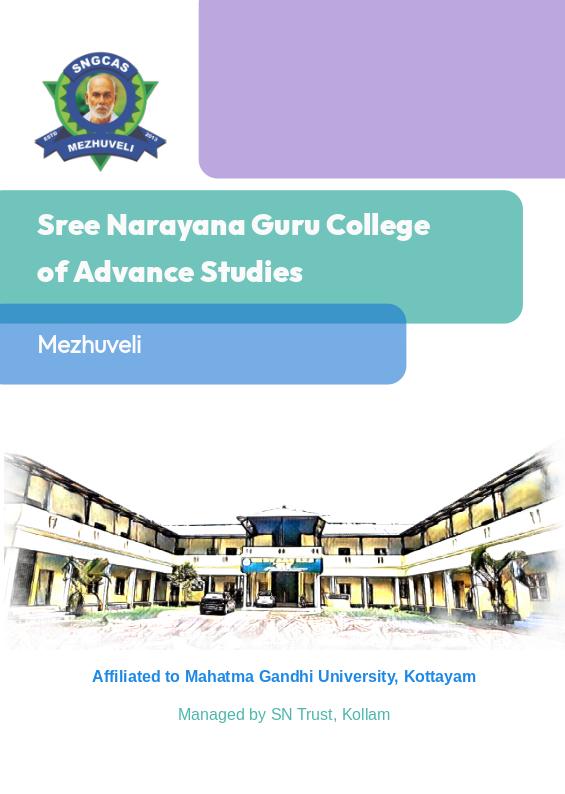 SNGCAS
ESTD 2013
MEZHUVELI
Sree Narayana Guru College
of Advance Studies
Mezhuveli
Affiliated to Mahatma Gandhi University, Kottayam
Managed by SN Trust, Kollam